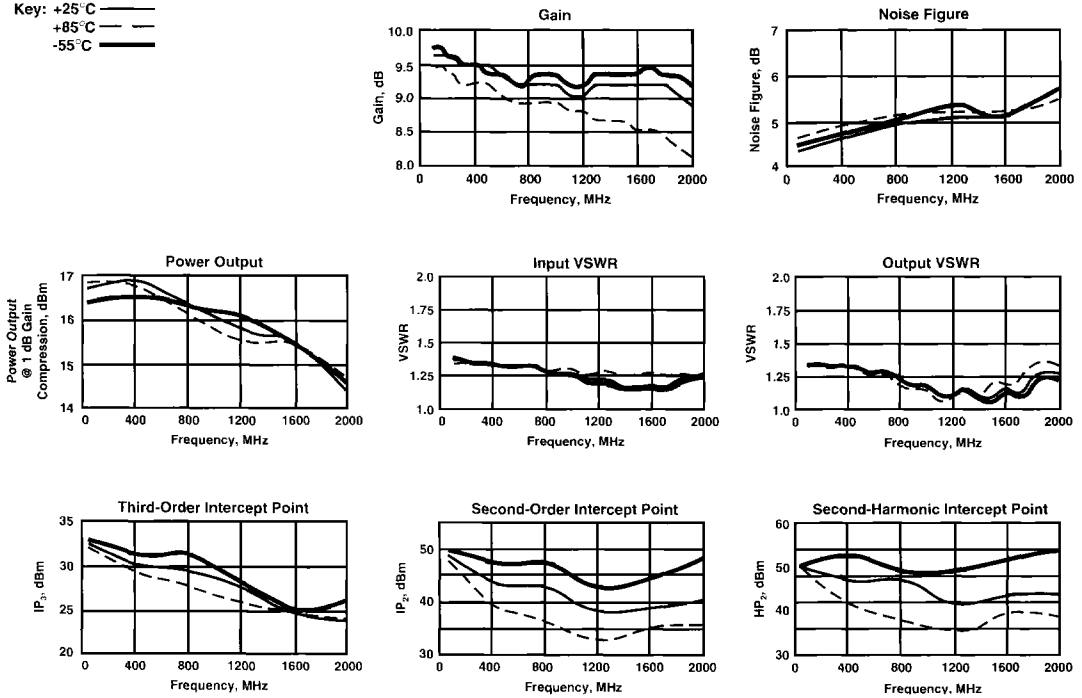 Key: +25°C
+85°C
-55°C
Gain
Gain, dB
10.0
9.5
9.0
8.5
8.0
0 400 800 1200 1600 2000
Frequency, MHz
Noise Figure
Noise Figure, dB
7
6
5
4
0 400 800 1200 1600 2000
Frequency, MHz
Power Output
Power Output
@ 1 dB Gain
Compression, dBm
17
16
15
14
0 400 800 1200 1600 2000
Frequency, MHz
Input VSWR
VSWR
2.0
1.75
1.5
1.25
1.0
0 400 800 1200 1600 2000
Frequency, MHz
Output VSWR
VSWR
2.0
1.75
1.5
1.25
1.0
0 400 800 1200 1600 2000
Frequency, MHz
Third-Order Intercept Point
IP3, dBm
35
30
25
20
0 400 800 1200 1600 2000
Frequency, MHz
Second-Order Intercept Point
IP2, dBm
50
40
30
0 400 800 1200 1600 2000
Frequency, MHz
Second-Harmonic Intercept Point
HP2, dBm
60
50
40
30
0 400 800 1200 1600 2000
Frequency, MHz